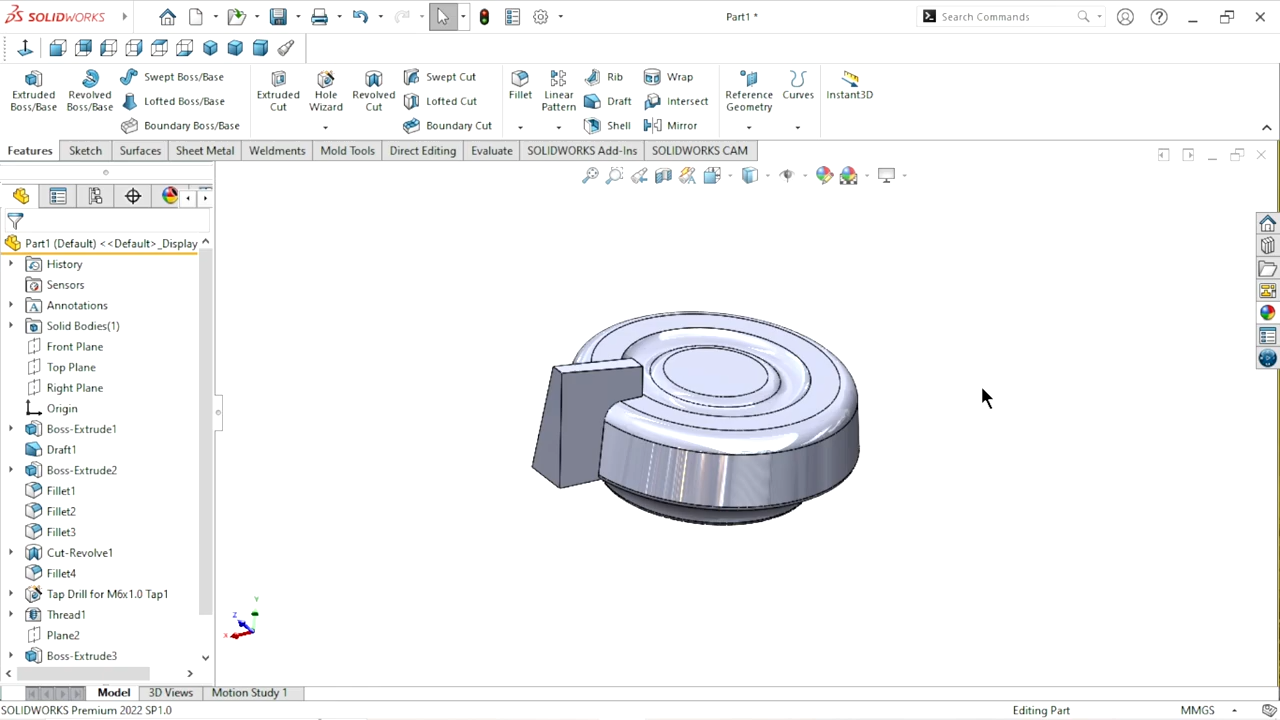 SOLIDWORKS
Part1 *
Search Commands
Extruded Boss/Base
Revolved Boss/Base
Swept Boss/Base
Lofted Boss/Base
Boundary Boss/Base
Extruded Cut
Hole Wizard
Revolved Cut
Swept Cut
Lofted Cut
Boundary Cut
Fillet
Linear Pattern
Rib
Draft
Shell
Wrap
Intersect
Mirror
Reference Geometry
Curves
Instant3D
Features
Sketch
Surfaces
Sheet Metal
Weldments
Mold Tools
Direct Editing
Evaluate
SOLIDWORKS Add-Ins
SOLIDWORKS CAM
Part1 (Default) <<Default>_Display
History
Sensors
Annotations
Solid Bodies(1)
Front Plane
Top Plane
Right Plane
Origin
Boss-Extrude1
Draft1
Boss-Extrude2
Fillet1
Fillet2
Fillet3
Cut-Revolve1
Fillet4
Tap Drill for M6x1.0 Tap1
Thread1
Plane2
Boss-Extrude3
Y
Z
X
Model
3D Views
Motion Study 1
SOLIDWORKS Premium 2022 SP1.0
Editing Part
MMGS